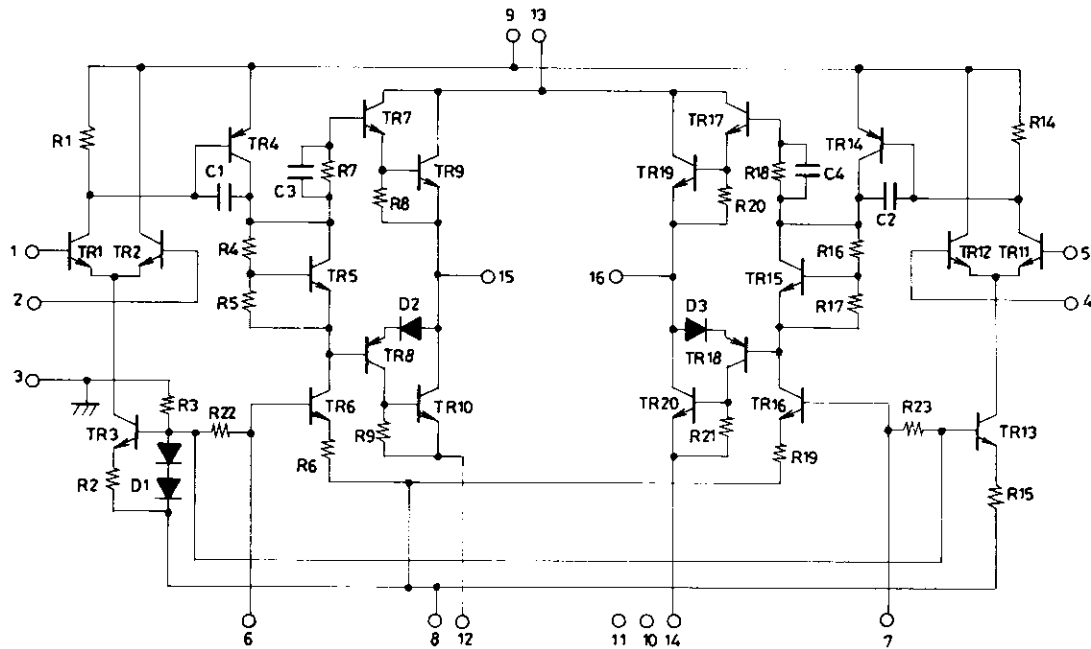 9 13
R1
TR4
C1
TR7
C3
R7
R8
TR9
TR17
TR19
R18
C4
R20
TR14
C2
R14
1
TR1
TR2
R4
TR5
R5
2
15
16
TR15
R16
R17
TR12
TR11
5
4
D2
TR8
D3
TR18
3
R3
R22
TR3
R2
D1
TR6
R6
R9
TR10
TR20
R21
TR16
R19
R23
TR13
R15
6
8
12
11
10
14
7